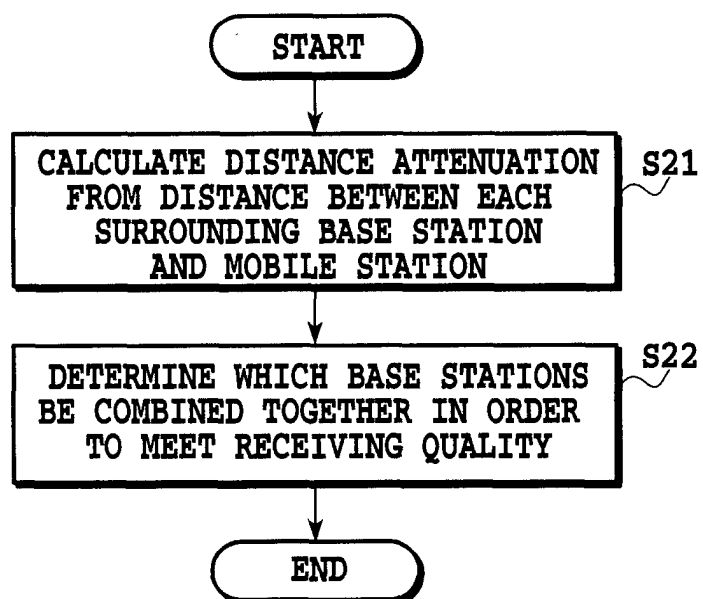 START
CALCULATE DISTANCE ATTENUATION
FROM DISTANCE BETWEEN EACH
SURROUNDING BASE STATION
AND MOBILE STATION
S21
DETERMINE WHICH BASE STATIONS
BE COMBINED TOGETHER IN ORDER
TO MEET RECEIVING QUALITY
S22
END